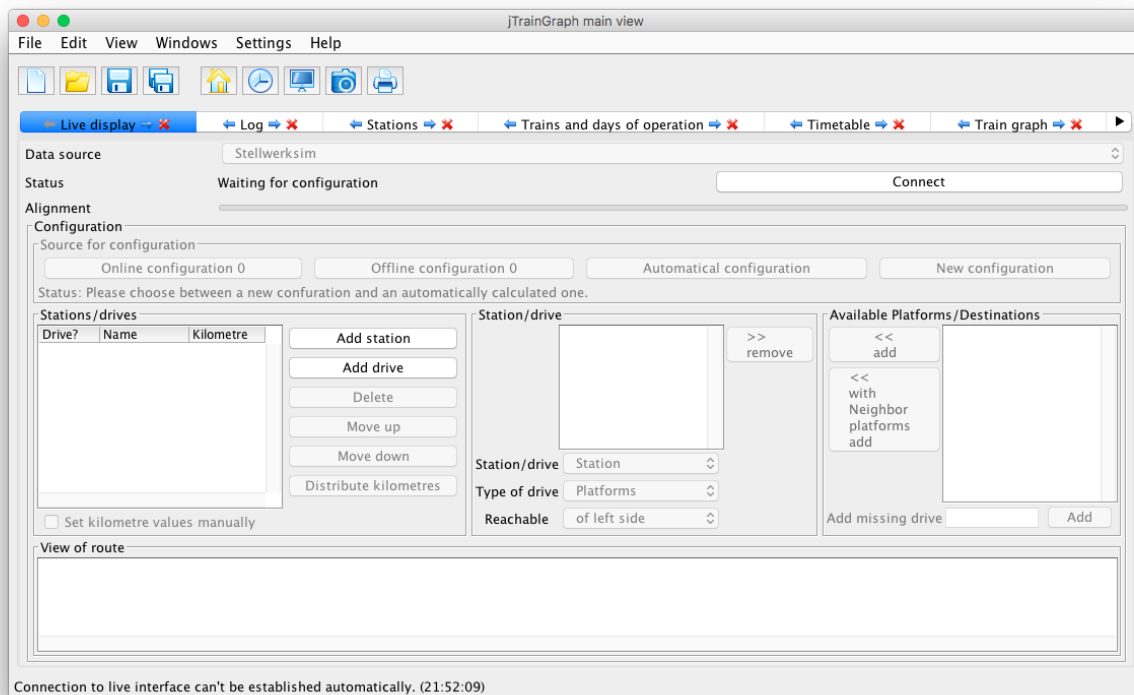 jTrainGraph main view
File Edit View Windows Settings Help
Live display Log Stations Trains and days of operation Timetable Train graph
Data source Stellwerksim
Status Waiting for configuration Connect
Alignment
Configuration
Source for configuration
Online configuration 0 Offline configuration 0 Automatical configuration New configuration
Status: Please choose between a new confuration and an automatically calculated one.
Stations/drives
Drive? Name Kilometre
Add station
Add drive
Delete
Move up
Move down
Distribute kilometres
Set kilometre values manually
Station/drive
>>
remove
Station/drive Station
Type of drive Platforms
Reachable of left side
Available Platforms/Destinations
<<
add
<<
with
Neighbor
platforms
add
Add missing drive Add
View of route
Connection to live interface can't be established automatically. (21:52:09)